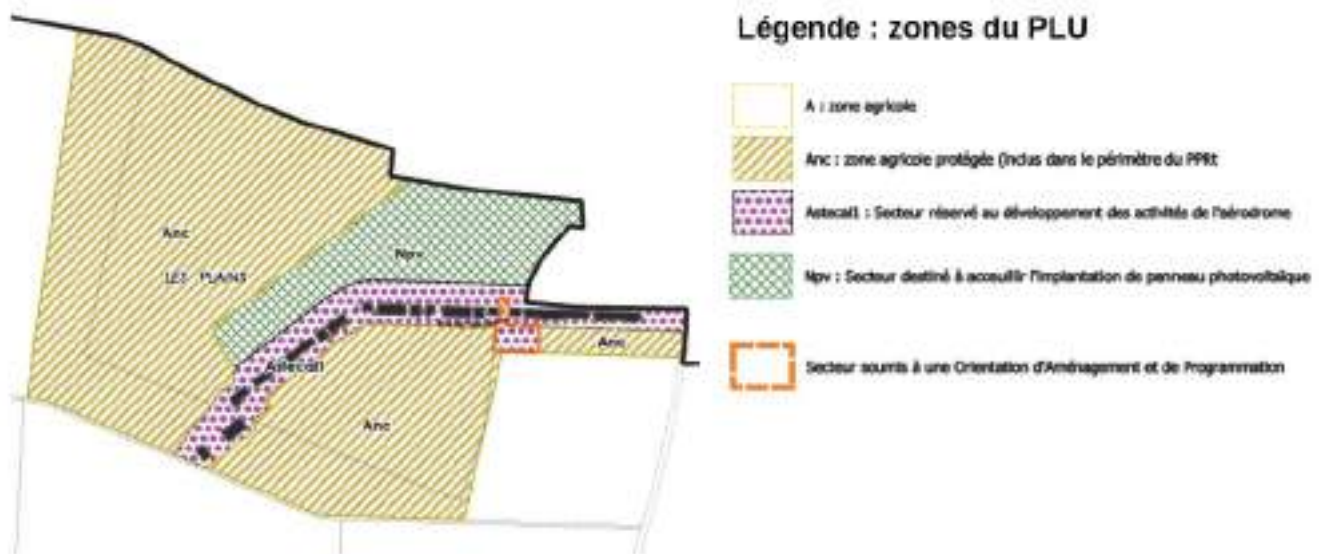 Légende : zones du PLU
A : zone agricole
Anc : zone agricole protégée (Inclus dans le périmètre du PPRt
Astecal1 : Secteur réservé au développement des activités de l'aérodrome
Npv : Secteur destiné à accueillir l'implantation de panneau photovoltaïque
Secteur soumis à une Orientation d'Aménagement et de Programmation
Anc
LES PLAINS
Npv
Astecal1
Anc
Anc